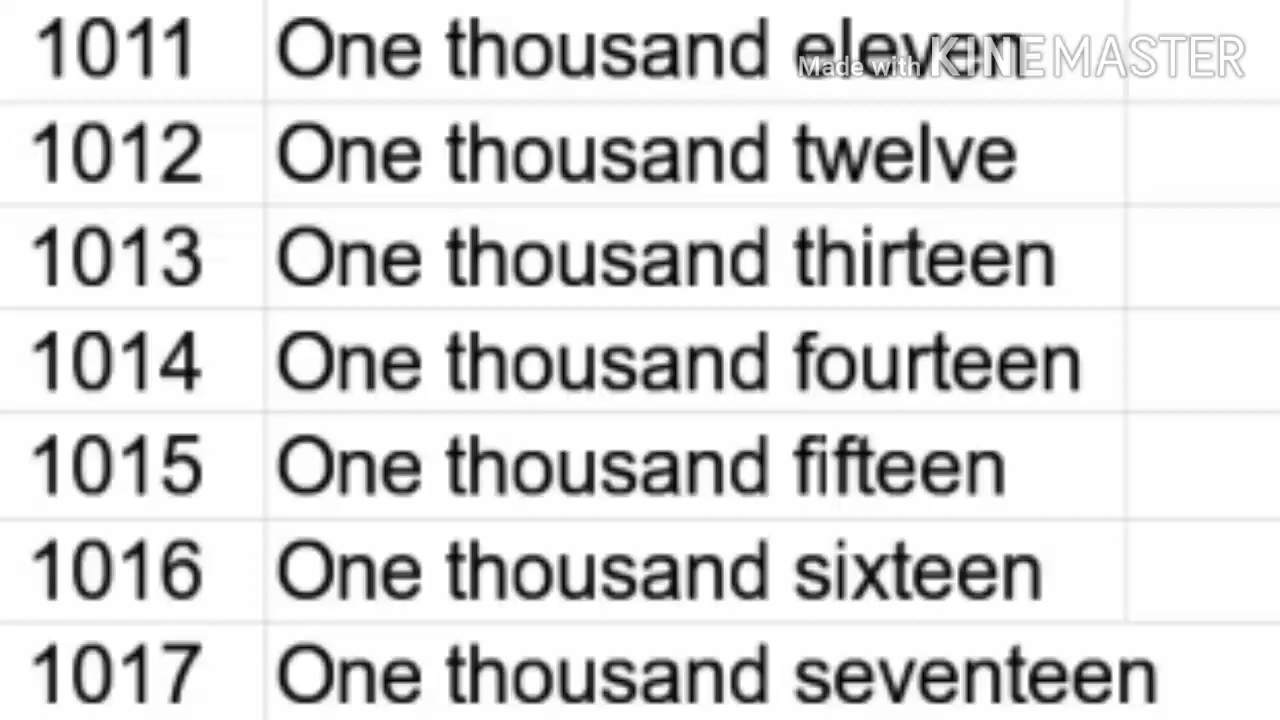 1011 One thousand eleven
Made with KINEMASTER
1012 One thousand twelve
1013 One thousand thirteen
1014 One thousand fourteen
1015 One thousand fifteen
1016 One thousand sixteen
1017 One thousand seventeen